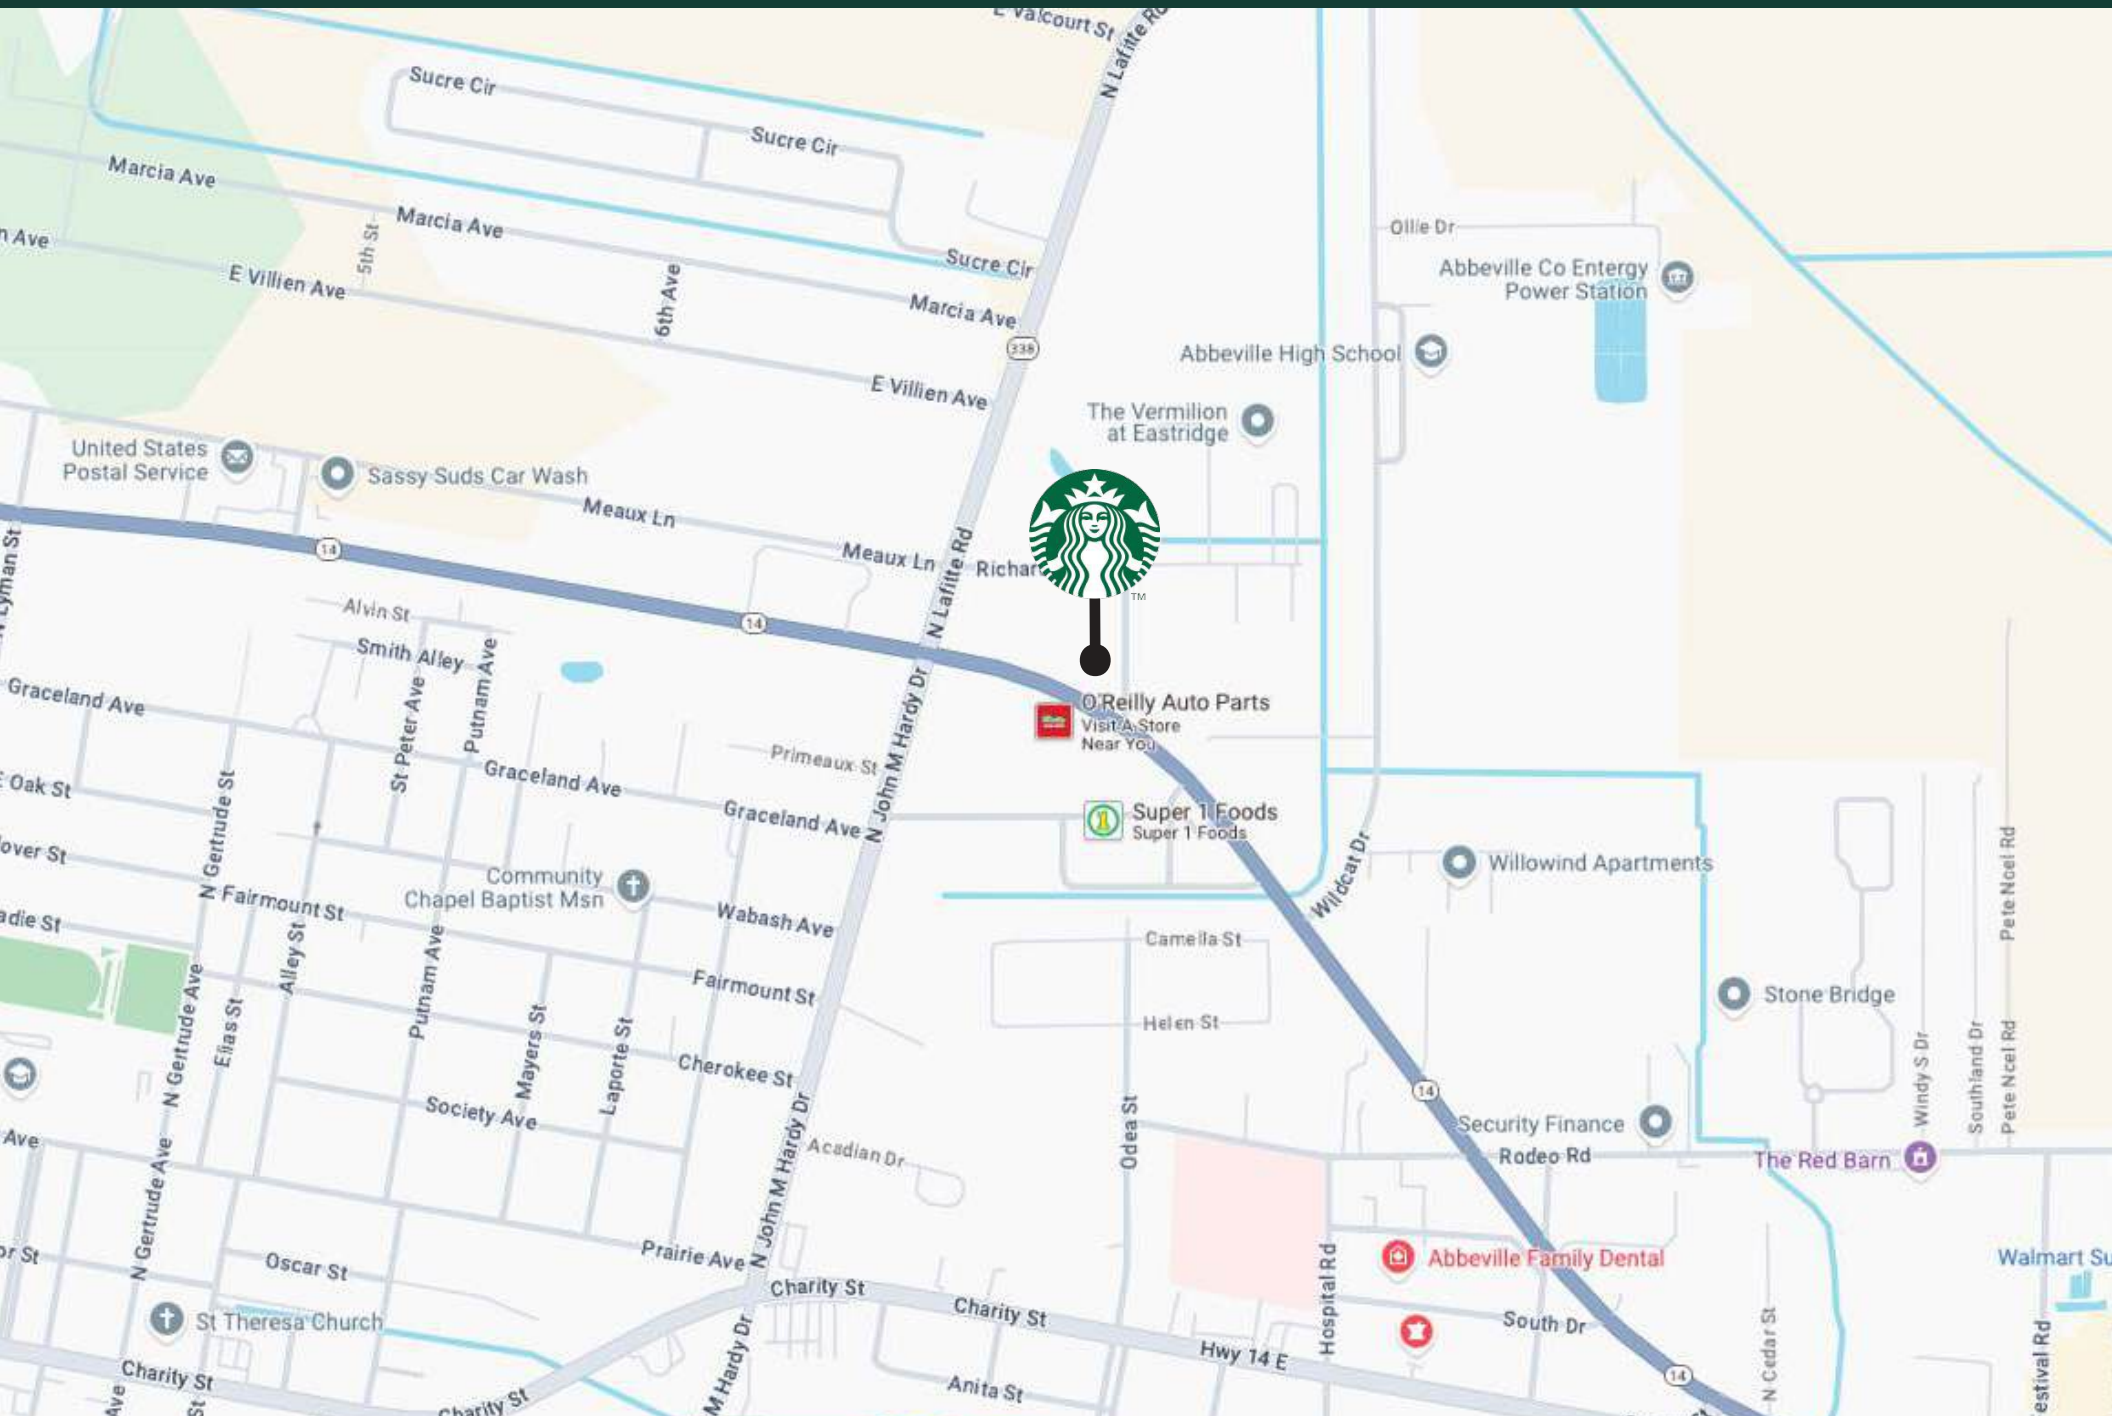 E Valcourt St
N Lafitte Rd
Sucre Cir
Sucre Cir
Marcia Ave
Marcia Ave
Ollie Dr
5th St
n Ave
Sucre Cir
Abbeville Co Entergy
Power Station
E Villien Ave
6th Ave
Marcia Ave
338
Abbeville High School
E Villien Ave
The Vermilion
at Eastridge
United States
Postal Service
Sassy Suds Car Wash
Meaux Ln
14
Meaux Ln
N Lafitte Rd
TM
Alvin St
14
Smith Alley
Graceland Ave
St Peter Ave
Putnam Ave
O'Reilly Auto Parts
Visit A Store
Near You
N John M Hardy Dr
Primeaux St
Oak St
Graceland Ave
Graceland Ave
Super 1 Foods
Super 1 Foods
1
N Gertrude St
over St
Wildcat Dr
Willowind Apartments
Pete Noel Rd
Community
Chapel Baptist Msn
Fairmount St
adie St
Wabash Ave
Camella St
Alley St
Putnam Ave
Fairmount St
Stone Bridge
N Gertrude Ave
Elias St
Mayers St
Laporte St
Helen St
Cherokee St
Windy S Dr
Southland Dr
Pete Noel Rd
14
Society Ave
Odea St
Security Finance
Ave
N Gertrude Ave
N John M Hardy Dr
Acadian Dr
Rodeo Rd
The Red Barn
or St
Oscar St
Prairie Ave
Hospital Rd
Abbeville Family Dental
Walmart Su
Charity St
Charity St
St Theresa Church
South Dr
N Cedar St
estival Rd
Hwy 14 E
14
Charity St
Charity St
M Hardy Dr
Anita St
Ave
St